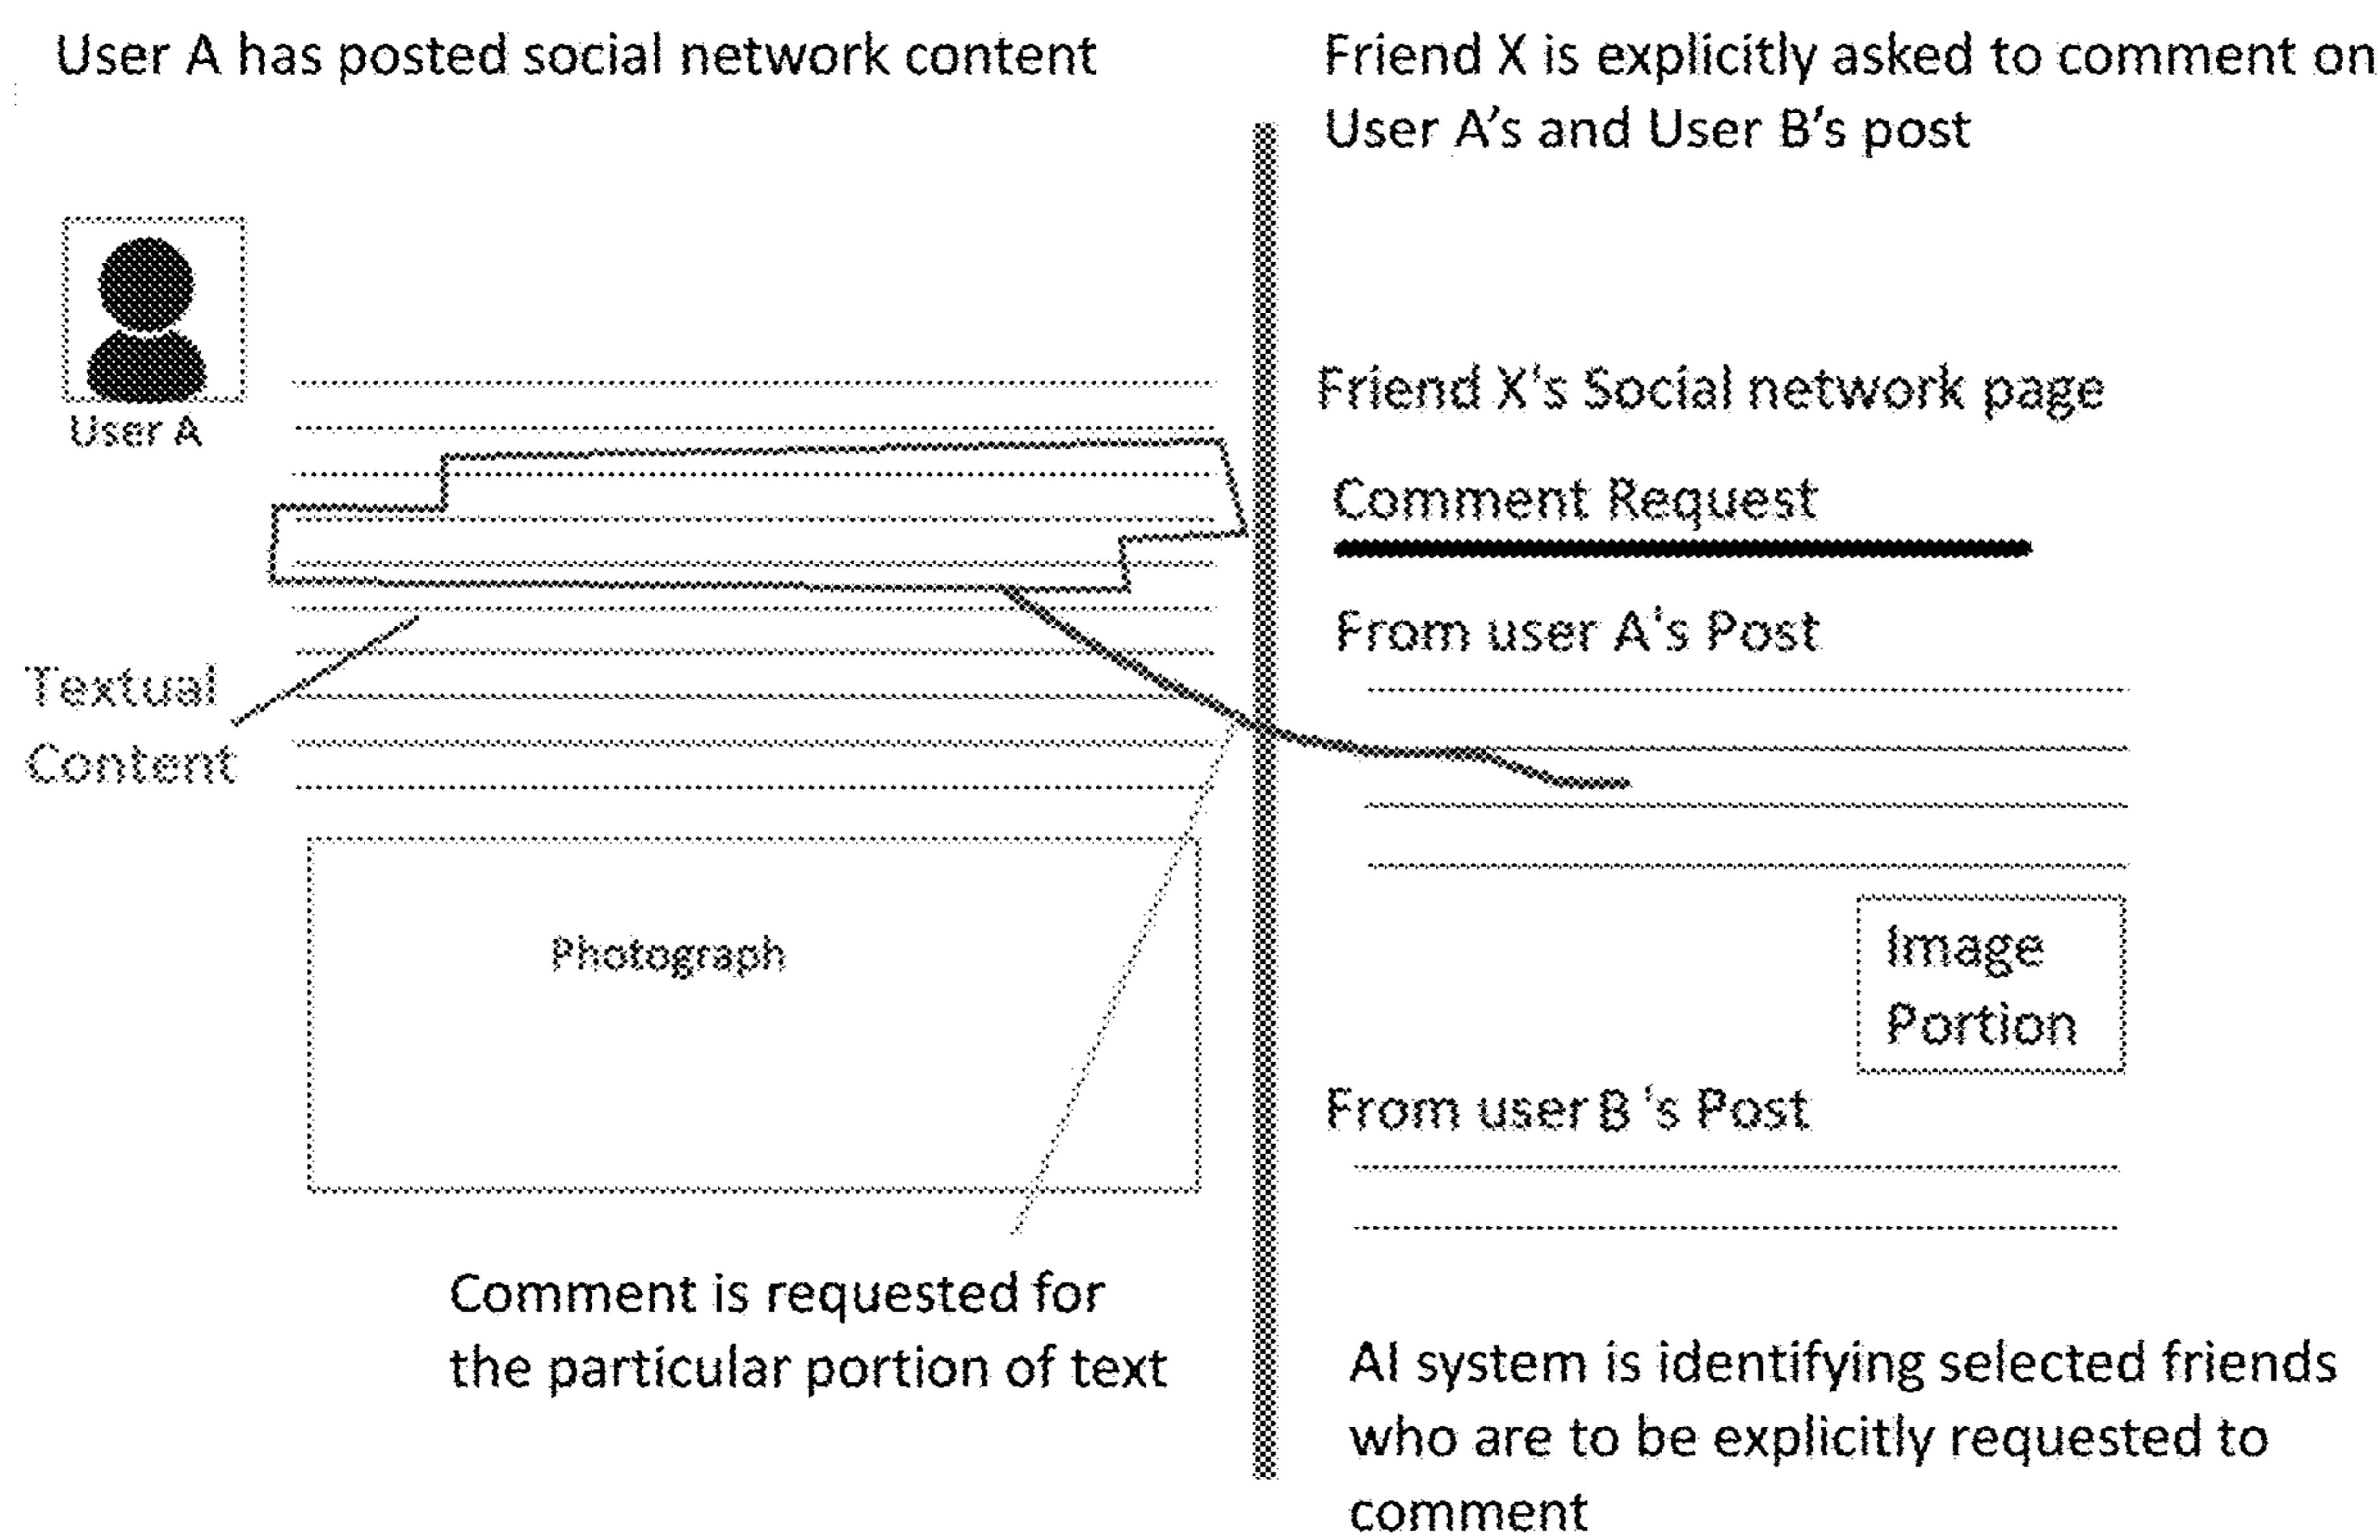 User A has posted social network content
User A
Textual
Content
Photograph
Comment is requested for
the particular portion of text
Friend X is explicitly asked to comment on
User A's and User B's post
Friend X's Social network page
Comment Request
From user A's Post
Image
Portion
From user B 's Post
AI system is identifying selected friends
who are to be explicitly requested to
comment